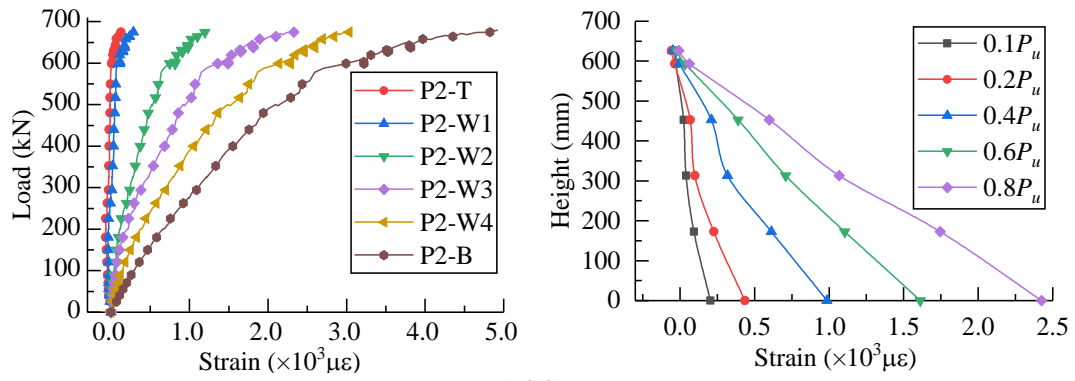 700
600
500
400
300
200
100
0
Load (kN)
0.0 1.0 2.0 3.0 4.0 5.0
Strain (×10³με)
P2-T
P2-W1
P2-W2
P2-W3
P2-W4
P2-B
700
600
500
400
300
200
100
0
Height (mm)
0.0 0.5 1.0 1.5 2.0 2.5
Strain (×10³με)
0.1Pu
0.2Pu
0.4Pu
0.6Pu
0.8Pu